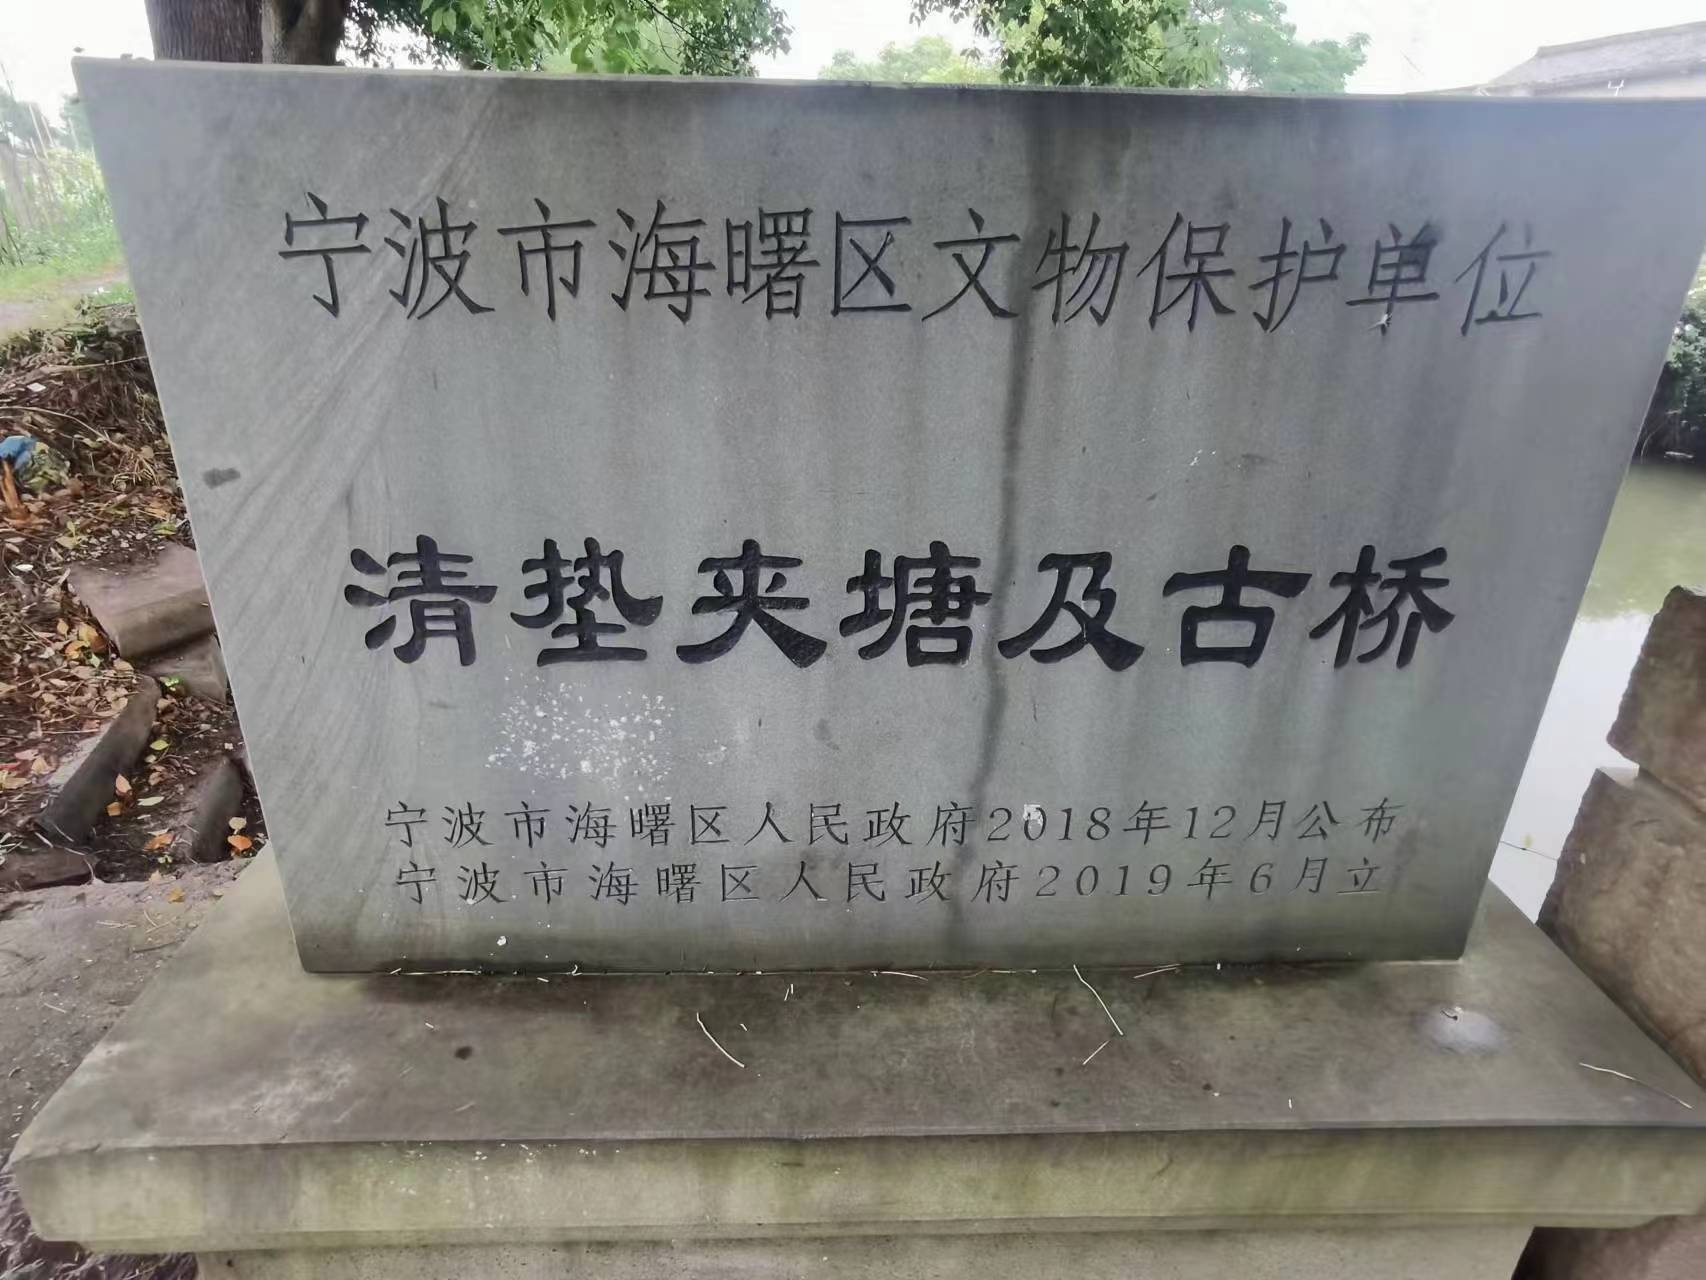 宁波市海曙区文物保护单位
清垫夹塘及古桥
宁波市海曙区人民政府2018年12月公布
宁波市海曙区人民政府2019年6月立